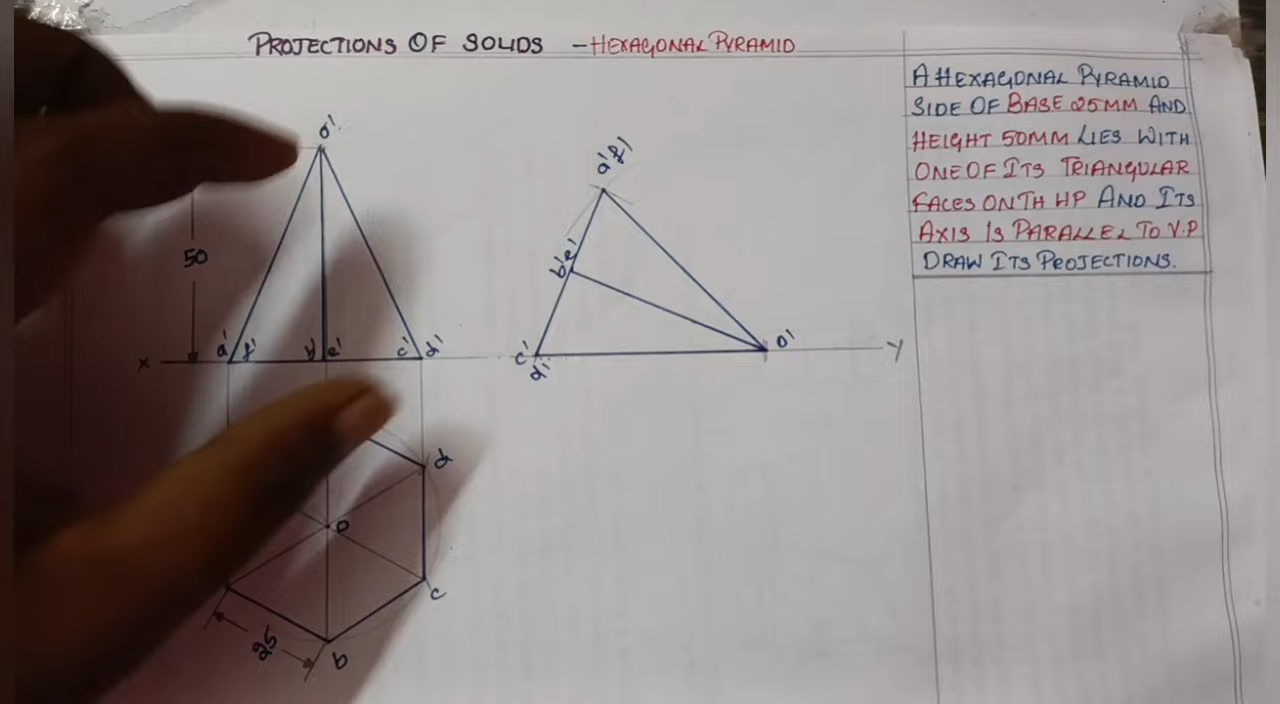 PROJECTIONS OF SOLIDS - HEXAGONAL PYRAMID
A HEXAGONAL PYRAMID
SIDE OF BASE 25MM AND
HEIGHT 50MM LIES WITH
ONE OF ITS TRIANGULAR
FACES ON TH HP AND ITS
AXIS IS PARALLEL TO V.P
DRAW ITS PROJECTIONS.
o'
a'f')
50
b'e'
a' f' b' e' c' d'
c' o'
d'
X Y
d
o
c
25
b